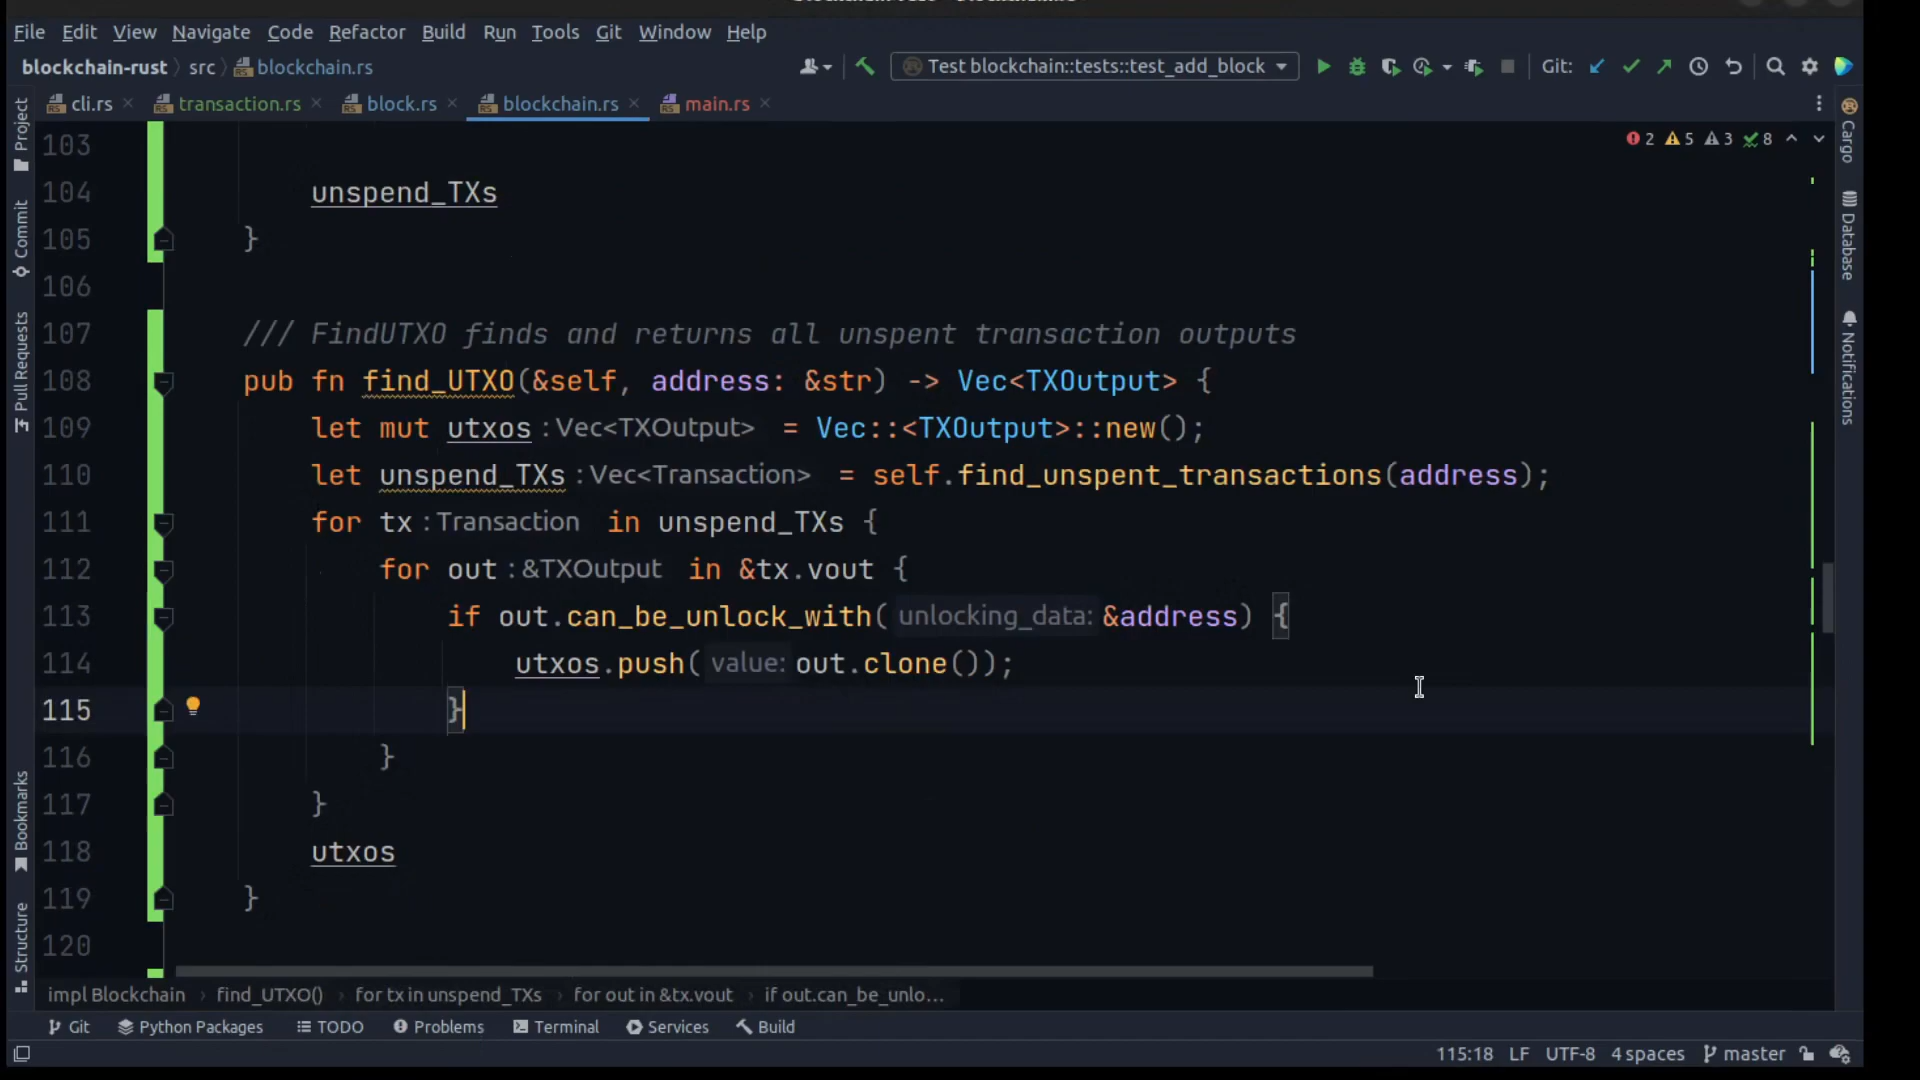 File Edit View Navigate Code Refactor Build Run Tools Git Window Help
blockchain-rust src blockchain.rs Test blockchain::tests::test_add_block Git:
cli.rs transaction.rs block.rs blockchain.rs main.rs
2 5 3 8
103
104 unspend_TXs
105 }
106
107 /// FindUTXO finds and returns all unspent transaction outputs
108 pub fn find_UTXO(&self, address: &str) -> Vec<TXOutput> {
109 let mut utxos : Vec<TXOutput> = Vec::<TXOutput>::new();
110 let unspend_TXs : Vec<Transaction> = self.find_unspent_transactions(address);
111 for tx : Transaction in unspend_TXs {
112 for out : &TXOutput in &tx.vout {
113 if out.can_be_unlock_with( unlocking_data: &address) {
114 utxos.push( value: out.clone());
115 }
116 }
117 }
118 utxos
119 }
120
Project
Commit
Pull Requests
Bookmarks
Structure
Cargo
Database
Notifications
impl Blockchain find_UTXO() for tx in unspend_TXs for out in &tx.vout if out.can_be_unlo...
Git Python Packages TODO Problems Terminal Services Build
115:18 LF UTF-8 4 spaces master